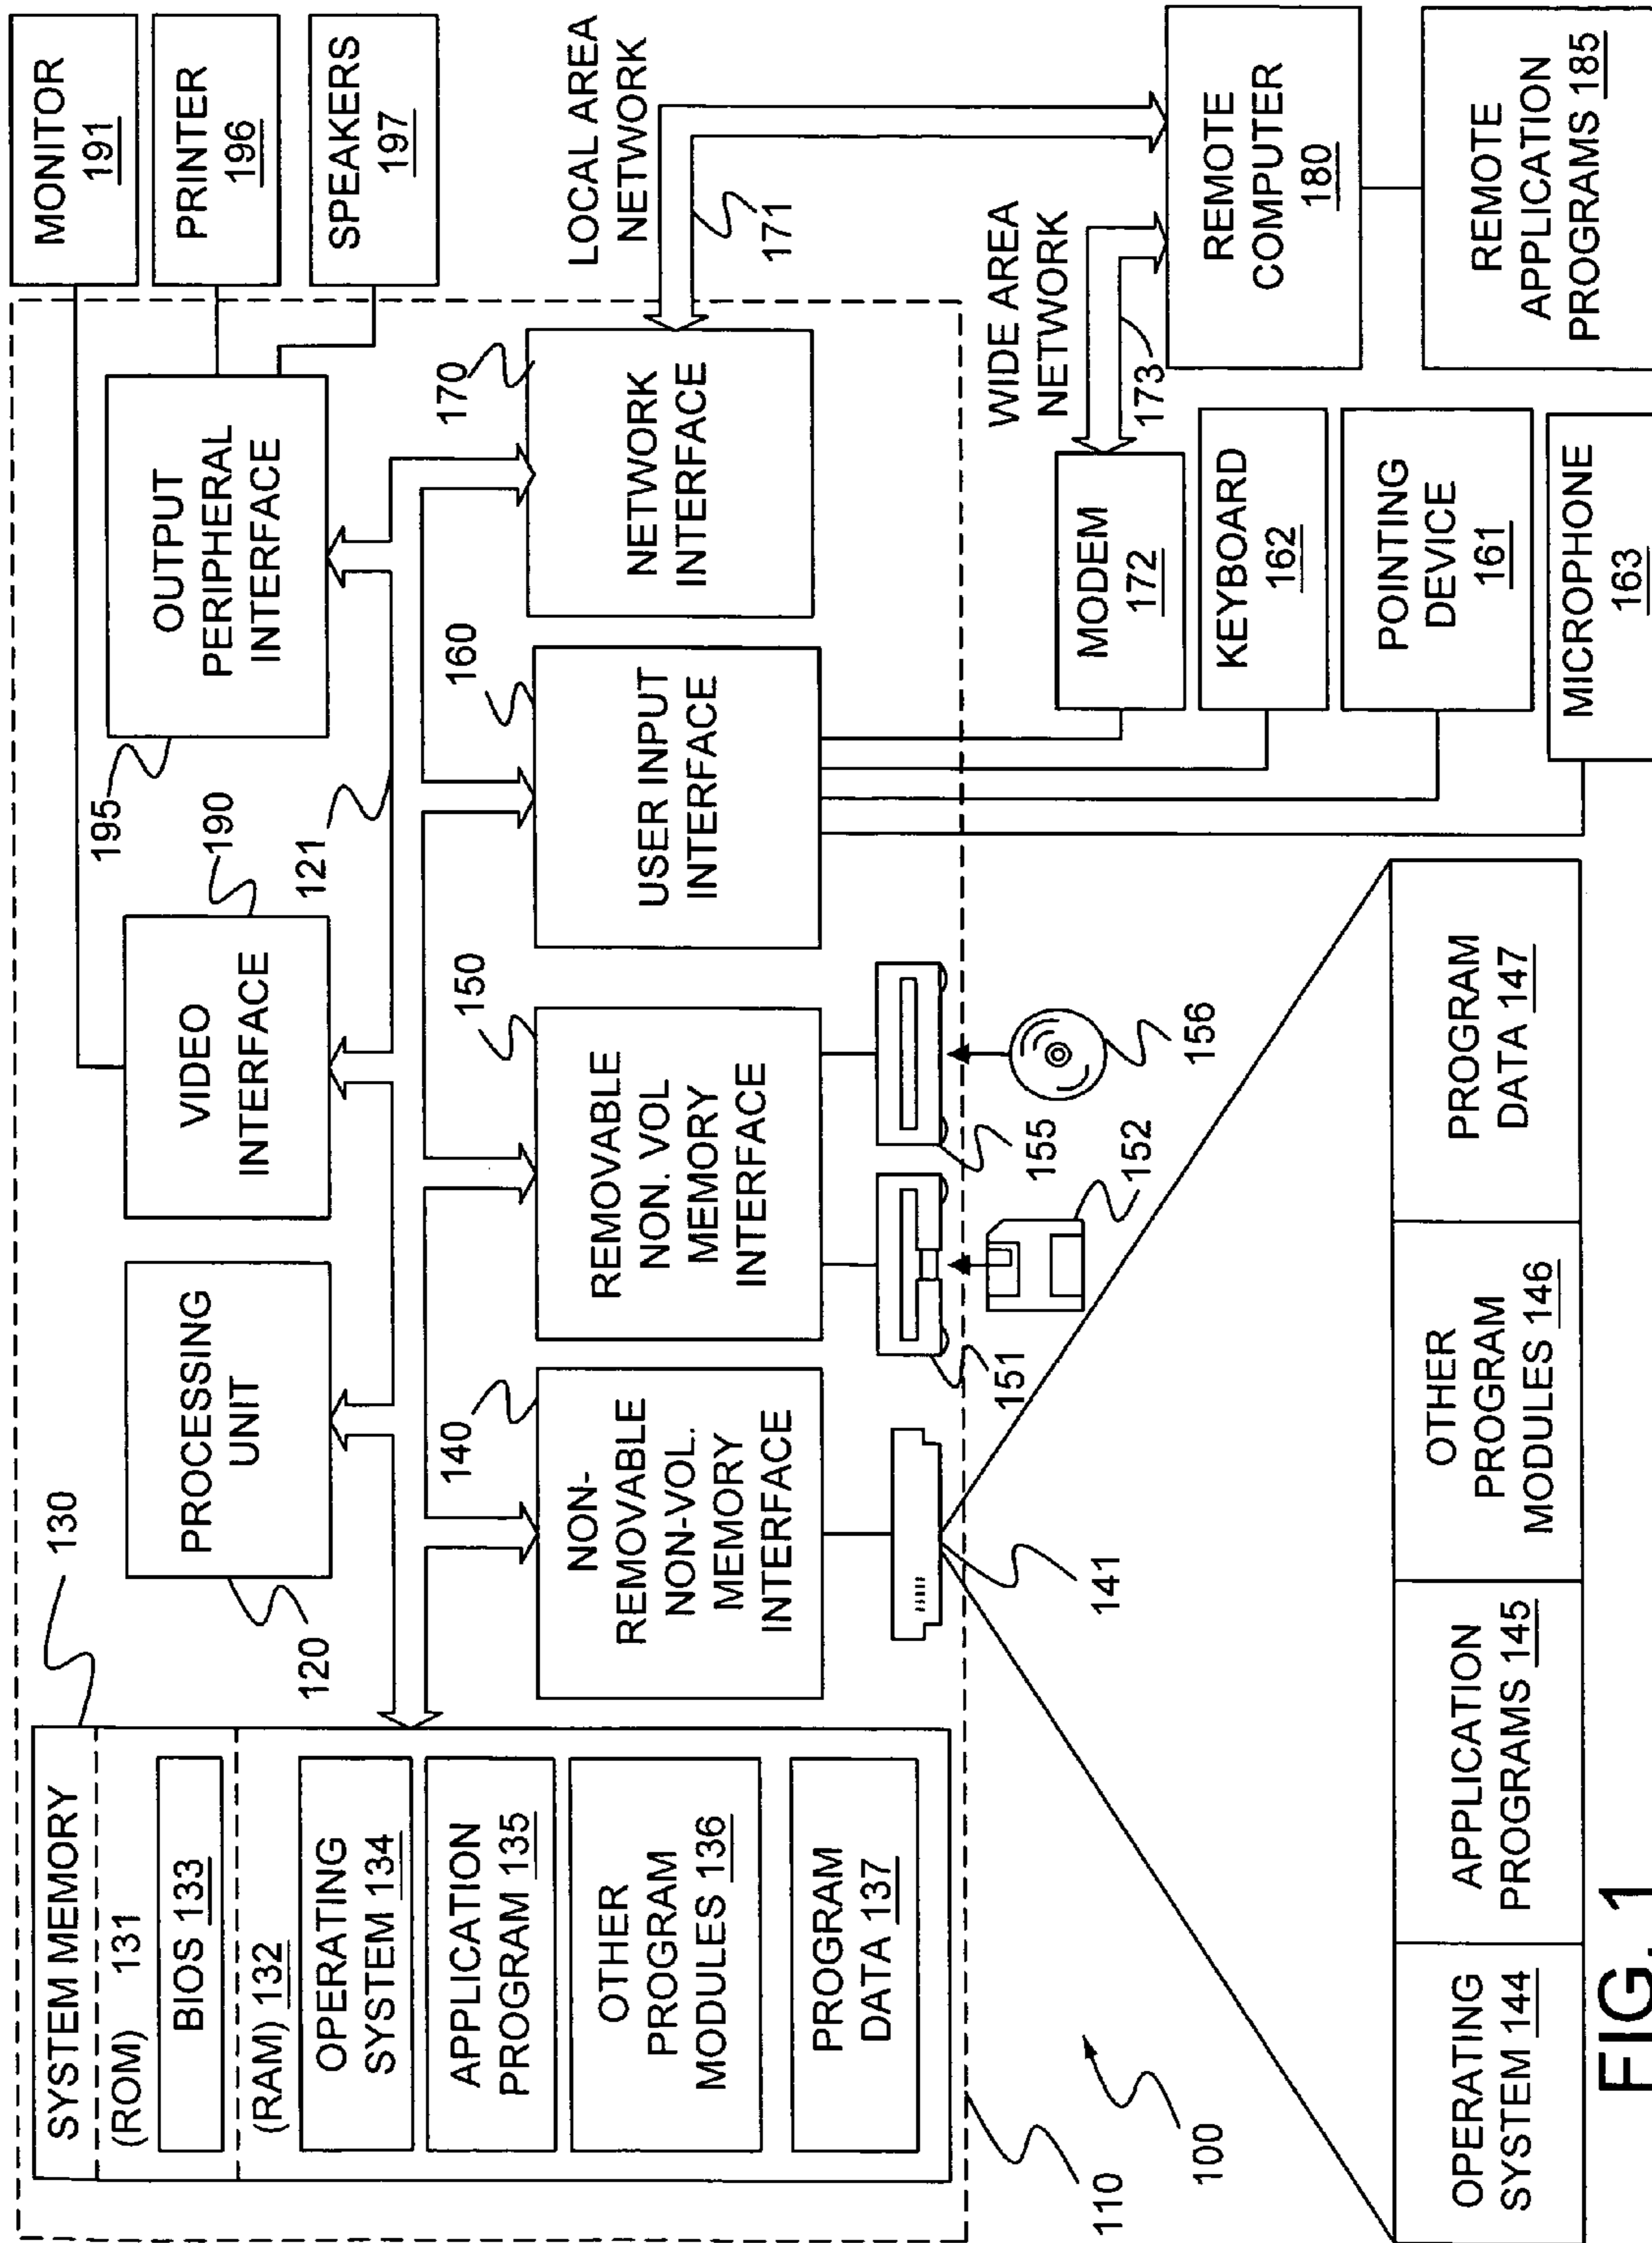 SYSTEM MEMORY
(ROM) 131
BIOS 133
(RAM) 132
OPERATING
SYSTEM 134
APPLICATION
PROGRAM 135
OTHER
PROGRAM
MODULES 136
PROGRAM
DATA 137
130
120
PROCESSING
UNIT
VIDEO
INTERFACE
190
195
121
OUTPUT
PERIPHERAL
INTERFACE
MONITOR
191
PRINTER
196
SPEAKERS
197
140
NON-
REMOVABLE
NON-VOL.
MEMORY
INTERFACE
150
REMOVABLE
NON. VOL
MEMORY
INTERFACE
160
USER INPUT
INTERFACE
170
NETWORK
INTERFACE
LOCAL AREA
NETWORK
171
141
151
155
152
156
WIDE AREA
NETWORK
173
MODEM
172
KEYBOARD
162
POINTING
DEVICE
161
MICROPHONE
163
REMOTE
COMPUTER
180
REMOTE
APPLICATION
PROGRAMS 185
110
100
OPERATING
SYSTEM 144
APPLICATION
PROGRAMS 145
OTHER
PROGRAM
MODULES 146
PROGRAM
DATA 147
FIG. 1